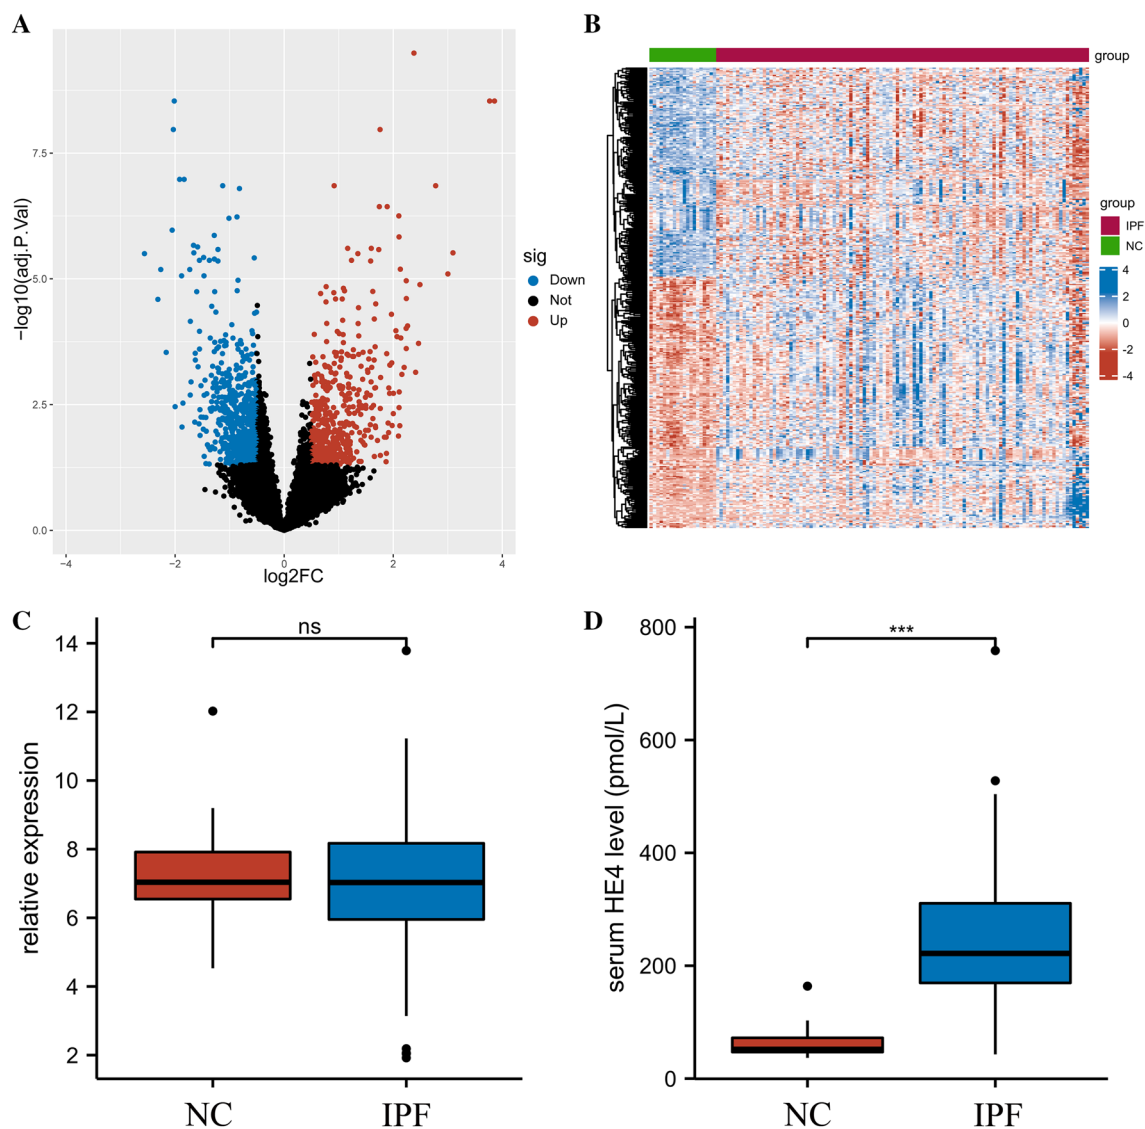 A
−log10(adj.P.Val)
7.5
5.0
2.5
0.0
−4
−2
0
2
4
log2FC
sig
Down
Not
Up
B
group
group
IPF
NC
4
2
0
-2
-4
C
relative expression
14
12
10
8
6
4
2
ns
NC
IPF
D
serum HE4 level (pmol/L)
800
600
400
200
0
***
NC
IPF